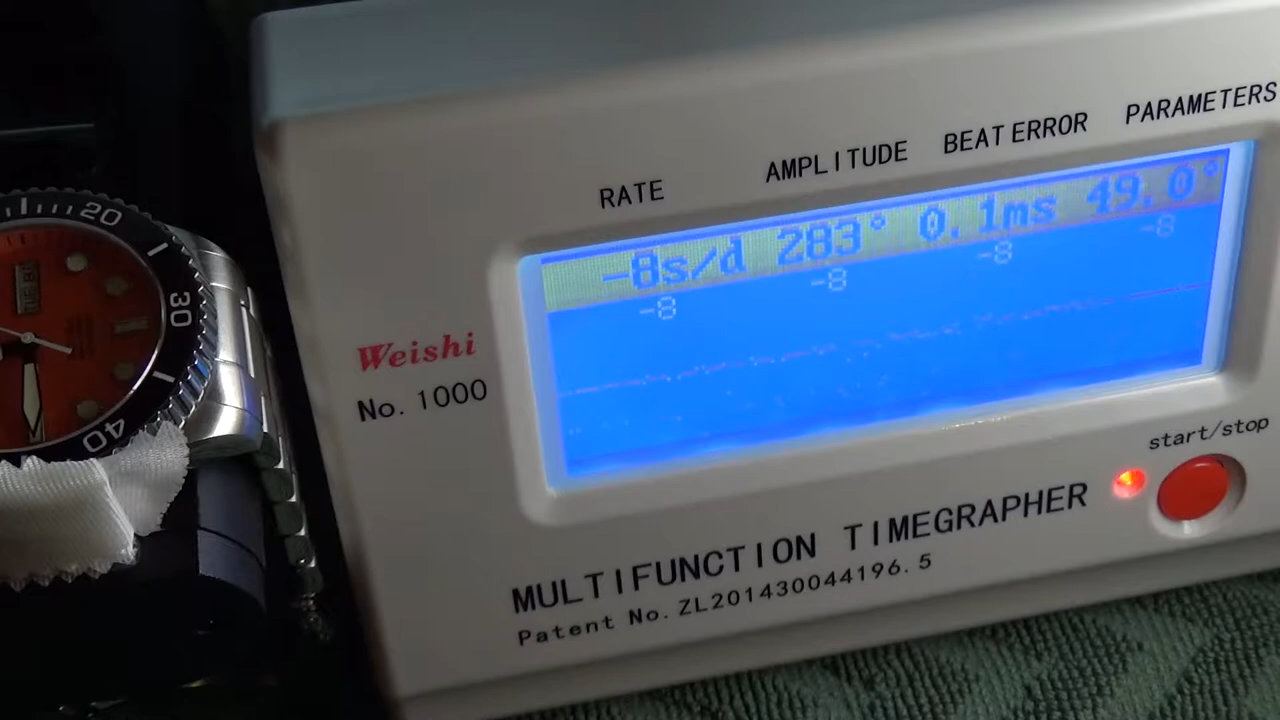 RATE AMPLITUDE BEAT ERROR PARAMETERS
-8s/d 283° 0.1ms 49.0°
-8 -8 -8 -8
Weishi
No. 1000
start/stop
MULTIFUNCTION TIMEGRAPHER
Patent No. ZL201430044196.5
20
30
40